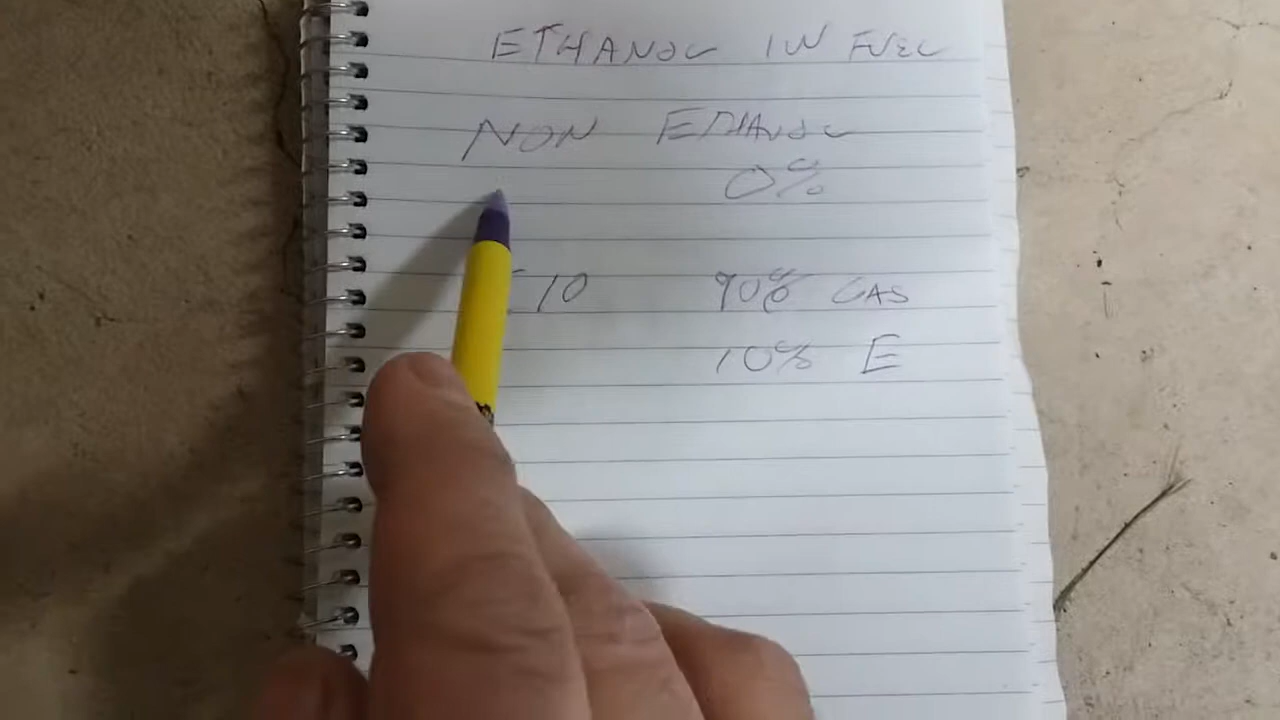 ETHANOL IN FUEL
NON ETHANOL
0%
10 90% GAS
10% E